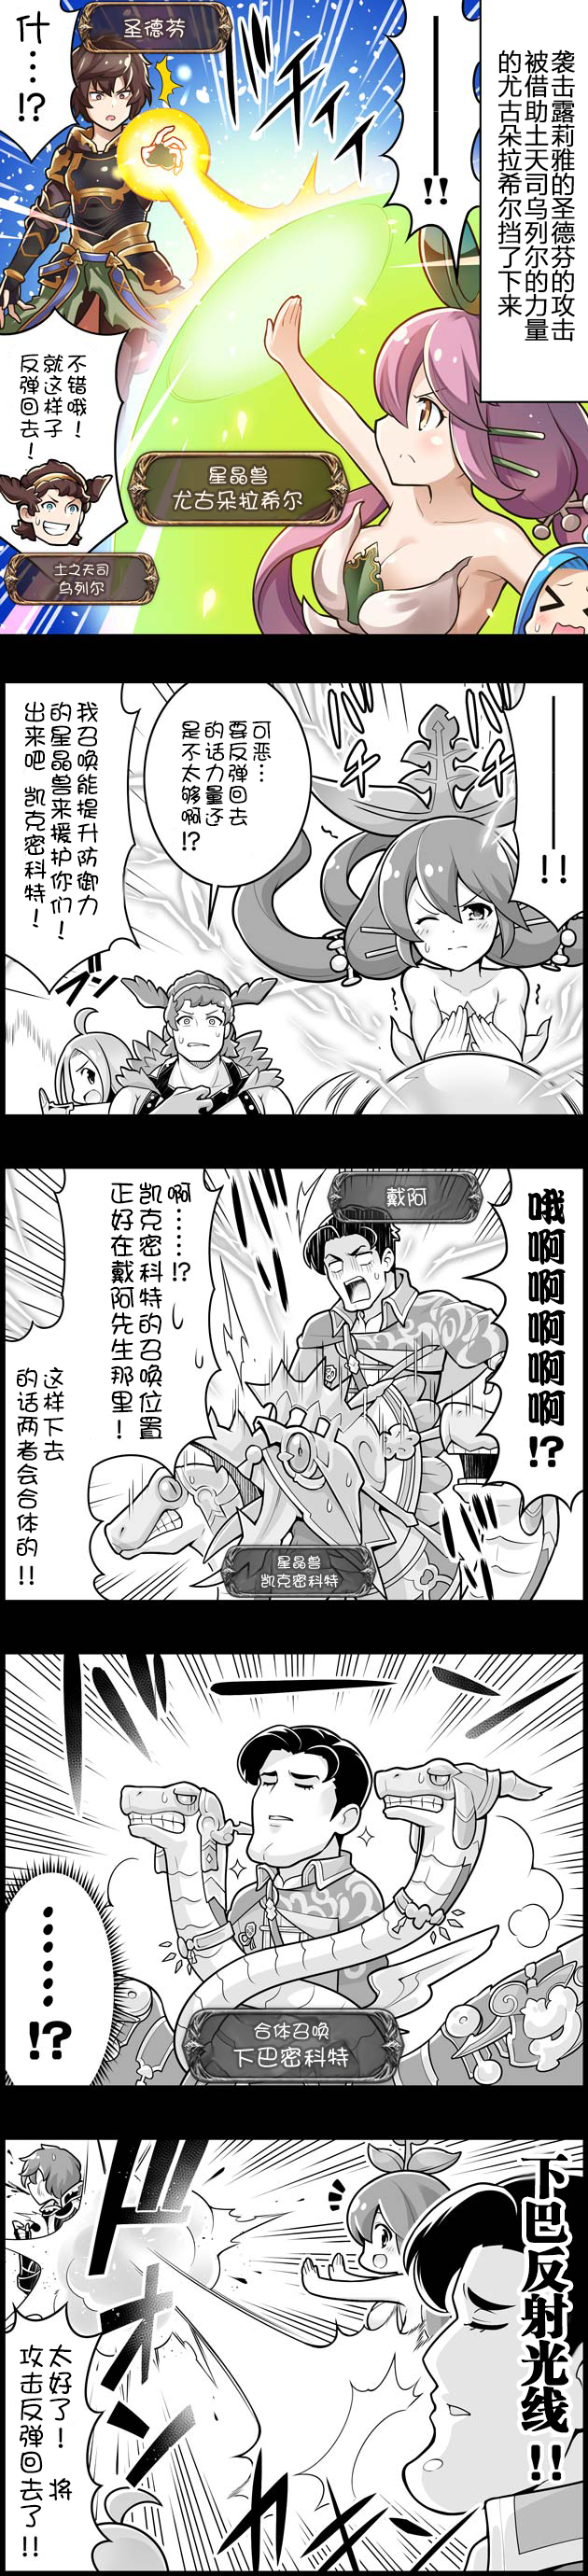 袭击露莉雅的圣德芬的攻击
被借助土天司乌列尔的力量
的尤古朵拉希尔挡了下来
——!!
圣德芬
什…!?
不错哦！
就这样子
反弹回去！
星晶兽
尤古朵拉希尔
土之天司
乌列尔
——!!
可恶…
要反弹回去
的话力量还
是不太够啊!?
我召唤能提升防御力
的星晶兽来援护你们！
出来吧 凯克密科特！
ブン
哦啊啊啊啊啊啊!?
戴阿
啊……!?
凯克密科特的召唤位置
正好在戴阿先生那里！
星晶兽
凯克密科特
这样下去
的话两者会合体的!!
合体召唤
下巴密科特
……!?
下巴反射光线!!
ドオン
太好了！ 将
攻击反弹回去了!!